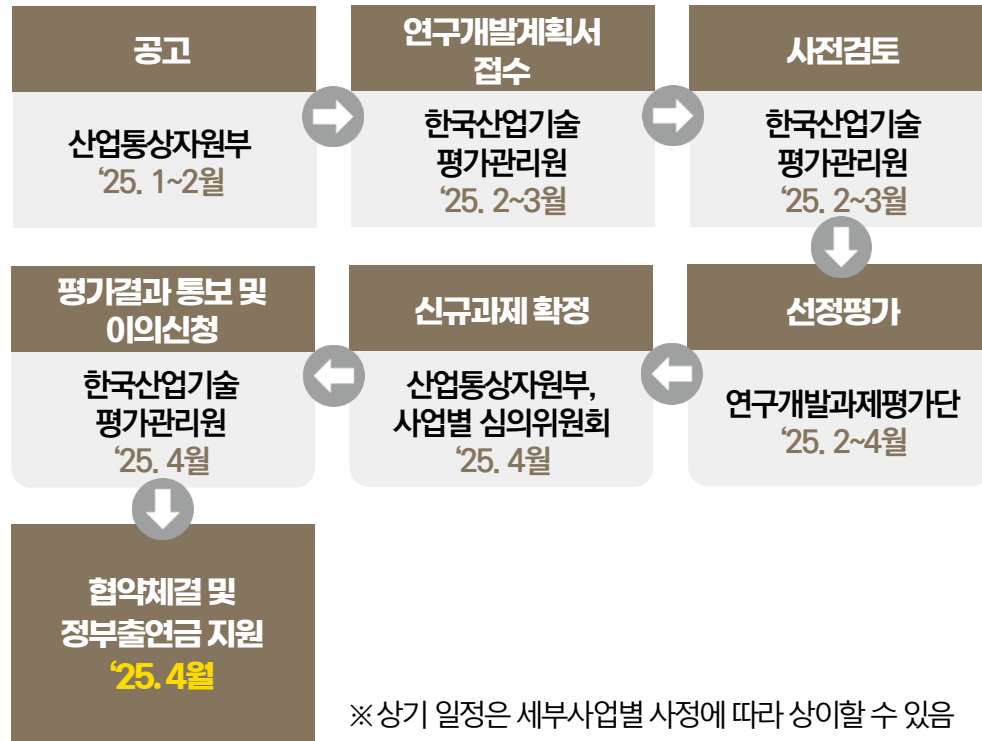 공고
산업통상자원부
‘25. 1~2월
연구개발계획서
접수
한국산업기술
평가관리원
‘25. 2~3월
사전검토
한국산업기술
평가관리원
‘25. 2~3월
선정평가
연구개발과제평가단
‘25. 2~4월
신규과제 확정
산업통상자원부,
사업별 심의위원회
‘25. 4월
평가결과 통보 및
이의신청
한국산업기술
평가관리원
‘25. 4월
협약체결 및
정부출연금 지원
‘25. 4월
※ 상기 일정은 세부사업별 사정에 따라 상이할 수 있음